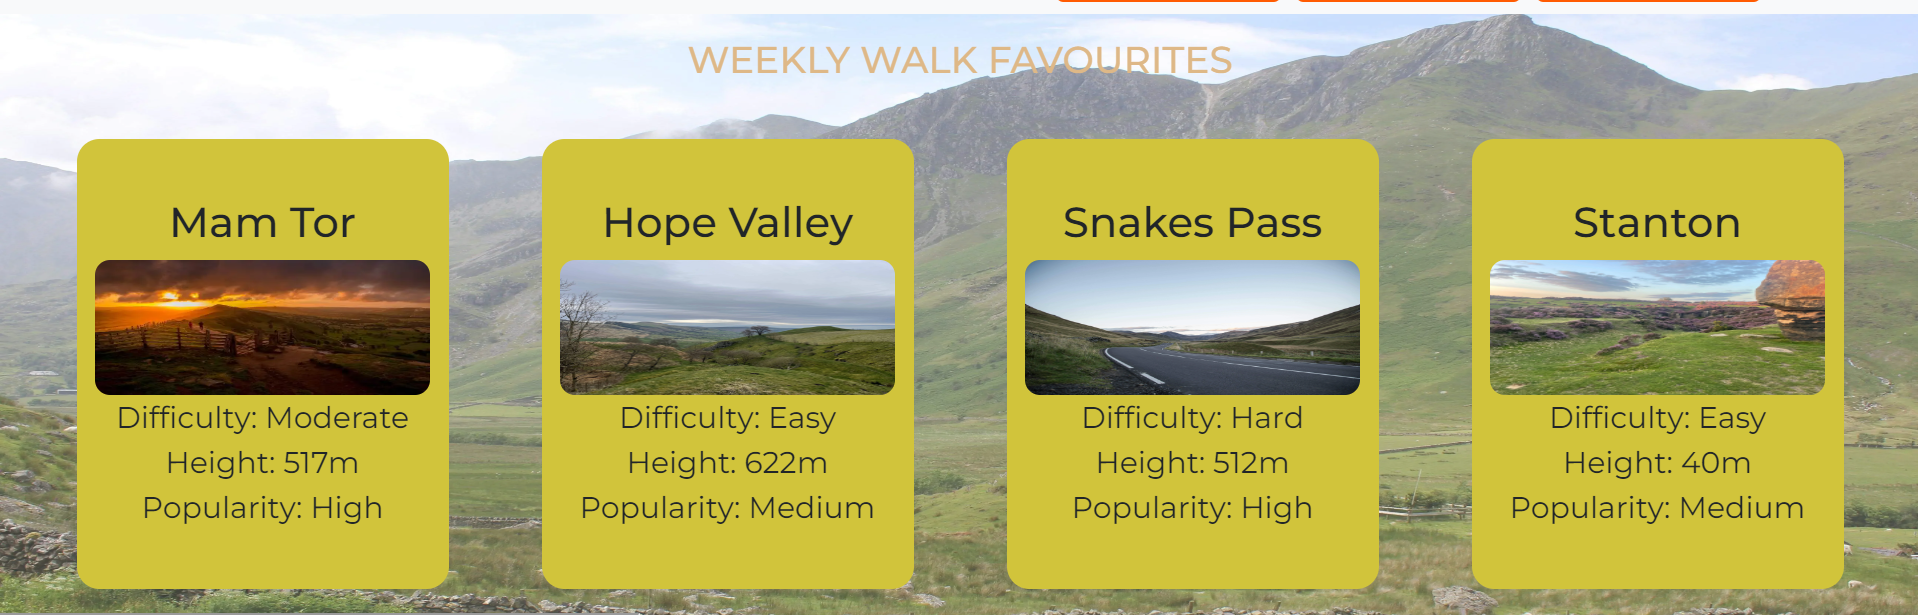 WEEKLY WALK FAVOURITES
Mam Tor
Difficulty: Moderate
Height: 517m
Popularity: High
Hope Valley
Difficulty: Easy
Height: 622m
Popularity: Medium
Snakes Pass
Difficulty: Hard
Height: 512m
Popularity: High
Stanton
Difficulty: Easy
Height: 40m
Popularity: Medium